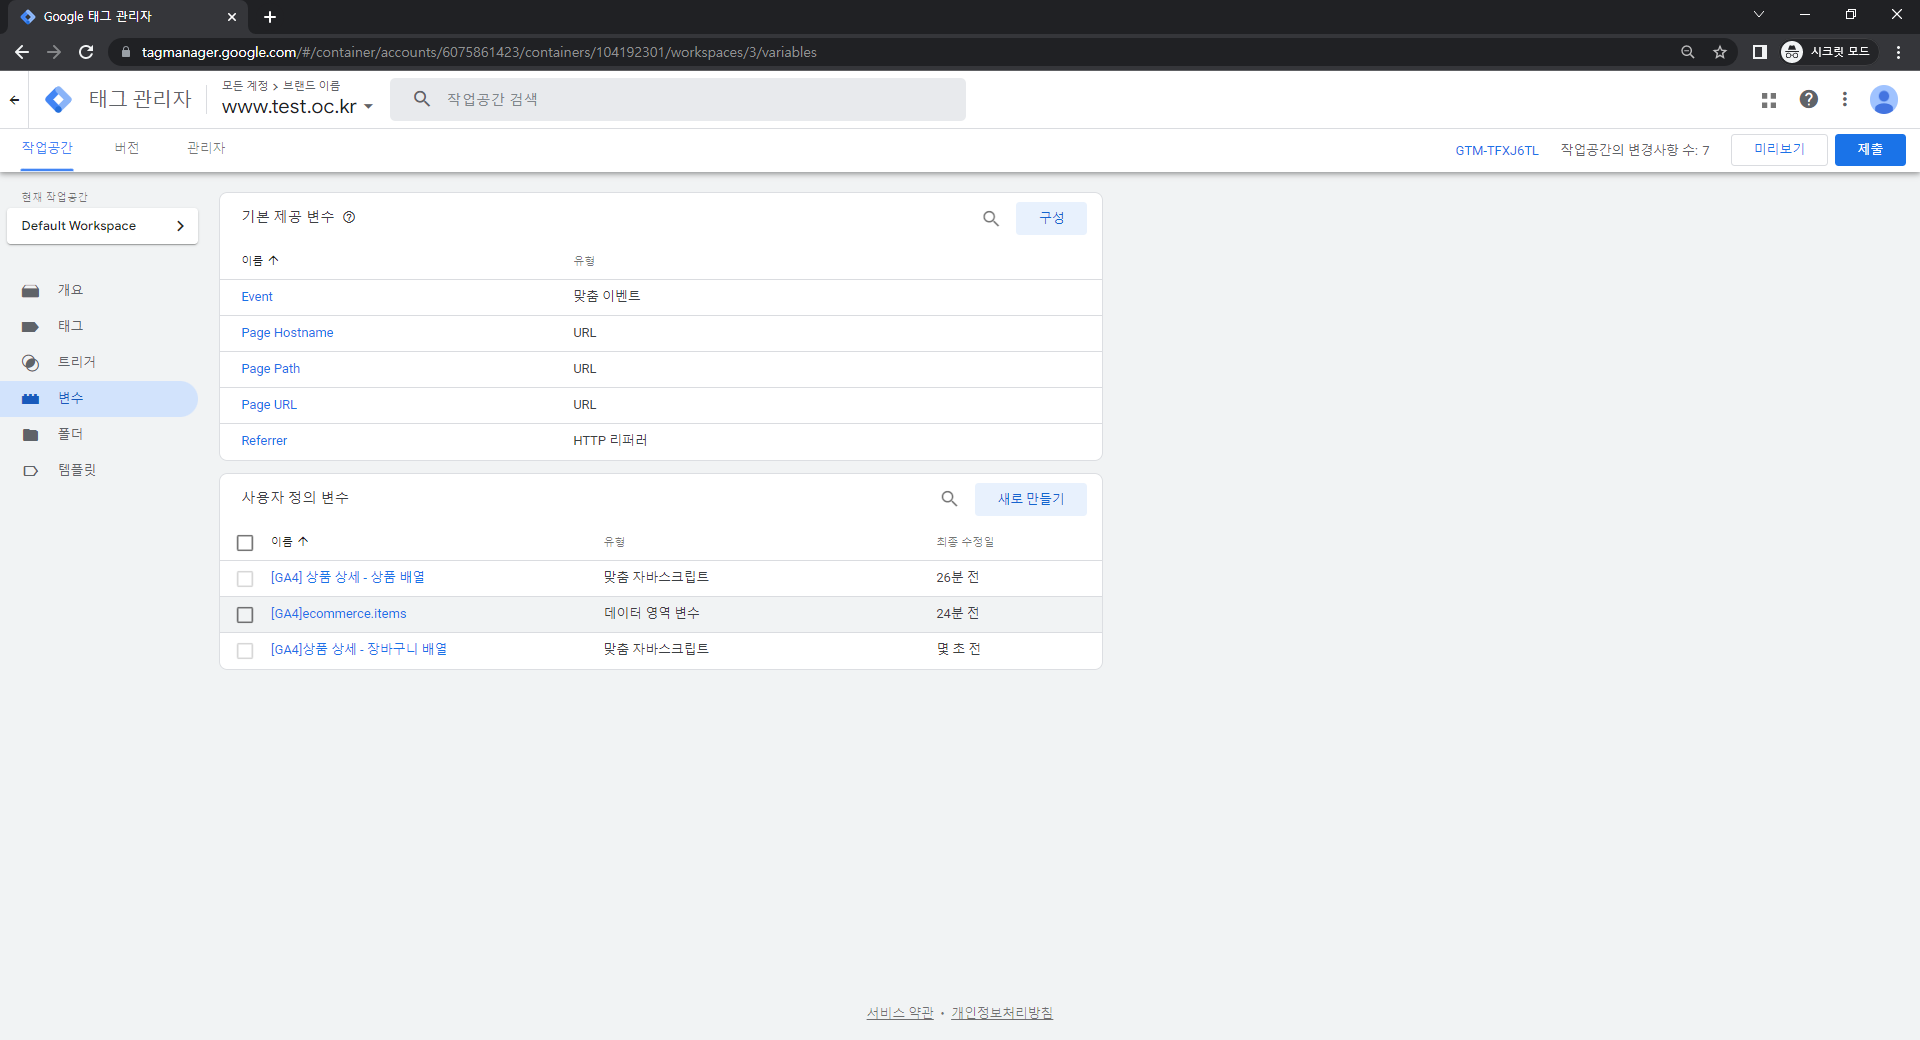 Google 태그 관리자
tagmanager.google.com/#/container/accounts/6075861423/containers/104192301/workspaces/3/variables
시크릿 모드
태그 관리자
모든 계정 > 브랜드 이름
www.test.oc.kr
작업공간 검색
작업공간
버전
관리자
GTM-TFXJ6TL
작업공간의 변경사항 수: 7
미리보기
제출
현재 작업공간
Default Workspace
개요
태그
트리거
변수
폴더
템플릿
기본 제공 변수
구성
이름 유형
Event 맞춤 이벤트
Page Hostname URL
Page Path URL
Page URL URL
Referrer HTTP 리퍼러
사용자 정의 변수
새로 만들기
이름 유형 최종 수정일
[GA4] 상품 상세 - 상품 배열 맞춤 자바스크립트 26분 전
[GA4]ecommerce.items 데이터 영역 변수 24분 전
[GA4]상품 상세 - 장바구니 배열 맞춤 자바스크립트 몇 초 전
서비스 약관 • 개인정보처리방침